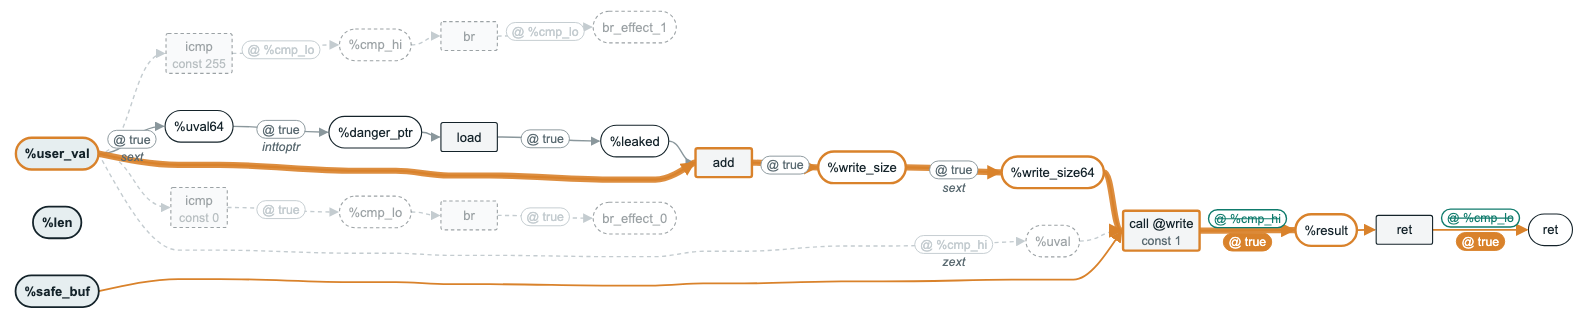 icmp
const 255
@ %cmp_lo
%cmp_hi
br
@ %cmp_lo
br_effect_1
%user_val
@ true
sext
%uval64
@ true
inttoptr
%danger_ptr
load
@ true
%leaked
add
@ true
%write_size
@ true
sext
%write_size64
icmp
const 0
@ true
%cmp_lo
br
@ true
br_effect_0
%len
@ %cmp_hi
zext
%uval
call @write
const 1
@ %cmp_hi
@ true
%result
ret
@ %cmp_lo
@ true
ret
%safe_buf